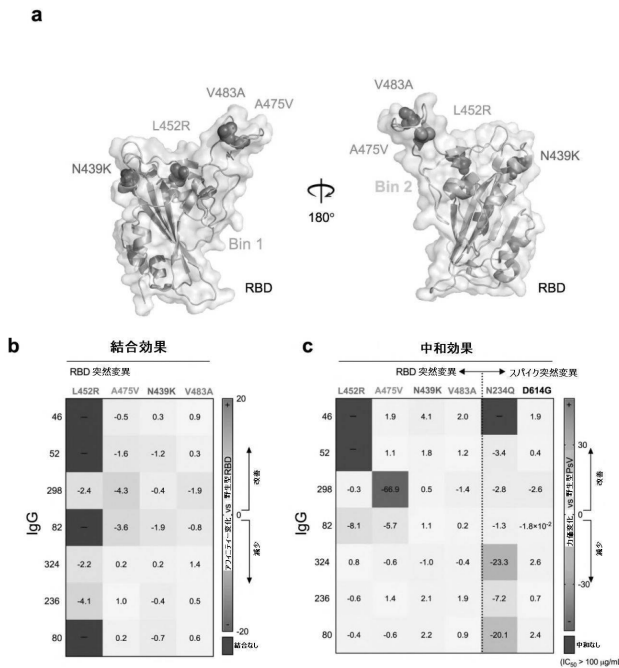 a
V483A
A475V
L452R
N439K
Bin 1
RBD
180°
V483A
L452R
A475V
N439K
Bin 2
RBD
b
結合効果
RBD 突然変異
L452R A475V N439K V483A
IgG
46 — -0.5 0.3 0.9
52 — -1.6 -1.2 0.3
298 -2.4 -4.3 -0.4 -1.9
82 — -3.6 -1.9 -0.8
324 -2.2 0.2 0.2 1.4
236 -4.1 1.0 -0.4 0.5
80 — 0.2 -0.7 0.6
+ 20
0
- -20
アフィニティー変化 vs 野生型RBD
改善
減少
結合なし
c
中和効果
RBD 突然変異 スパイク突然変異
L452R A475V N439K V483A N234Q D614G
IgG
46 — 1.9 4.1 2.0 — 1.9
52 — 1.1 1.8 1.2 -3.4 0.4
298 -0.3 -66.9 0.5 -1.4 -2.8 -2.6
82 -8.1 -5.7 1.1 0.2 -1.3 -1.8×10⁻²
324 0.8 -0.6 -1.0 -0.4 -23.3 2.6
236 -0.6 1.4 2.1 1.9 -7.2 0.7
80 -0.4 -0.6 2.2 0.9 -20.1 2.4
+
30
0
-30
-
力価変化 vs 野生型PsV
改善
減少
中和なし
(IC₅₀ > 100 μg/ml)